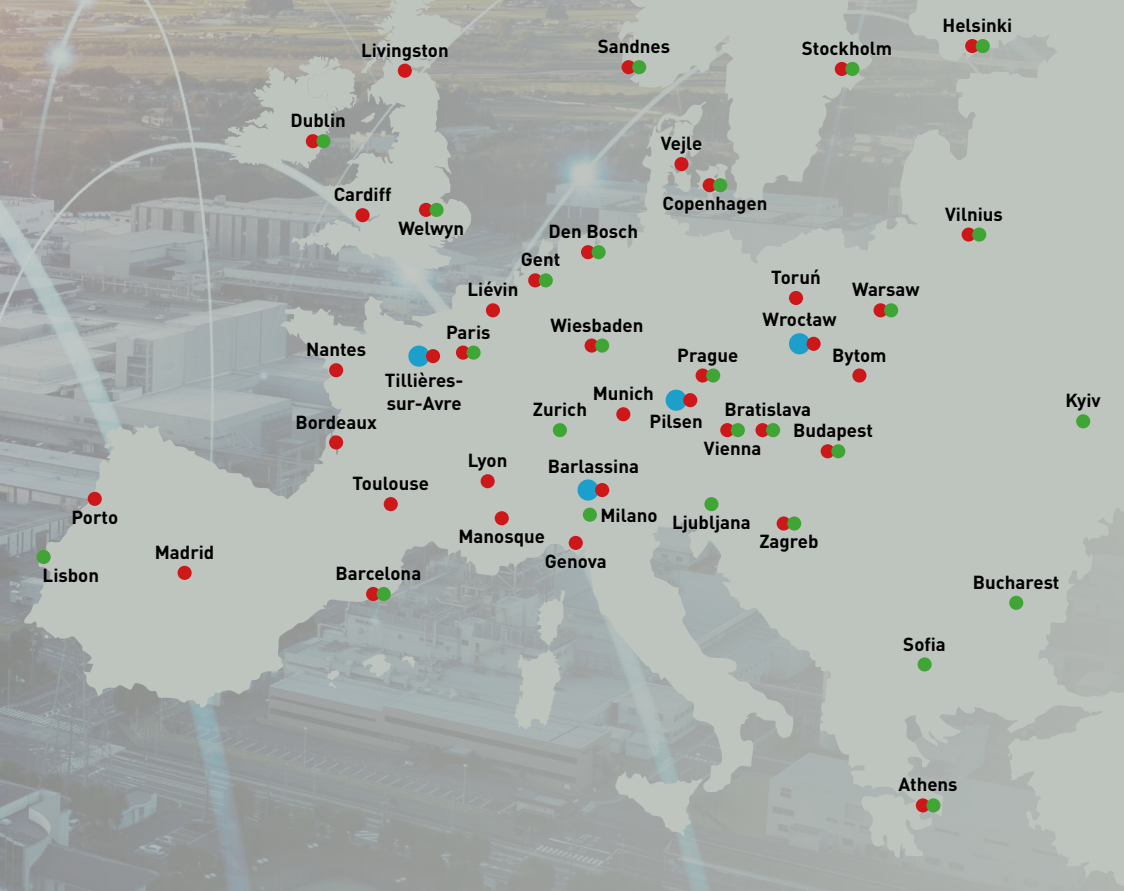 Helsinki
Sandnes
Stockholm
Livingston
Dublin
Vejle
Cardiff
Copenhagen
Welwyn
Vilnius
Den Bosch
Gent
Toruń
Liévin
Warsaw
Wrocław
Wiesbaden
Paris
Nantes
Prague
Bytom
Tillières-
sur-Avre
Munich
Kyiv
Zurich
Bratislava
Pilsen
Bordeaux
Budapest
Vienna
Lyon
Barlassina
Toulouse
Porto
Milano
Ljubljana
Manosque
Zagreb
Madrid
Genova
Lisbon
Barcelona
Bucharest
Sofia
Athens